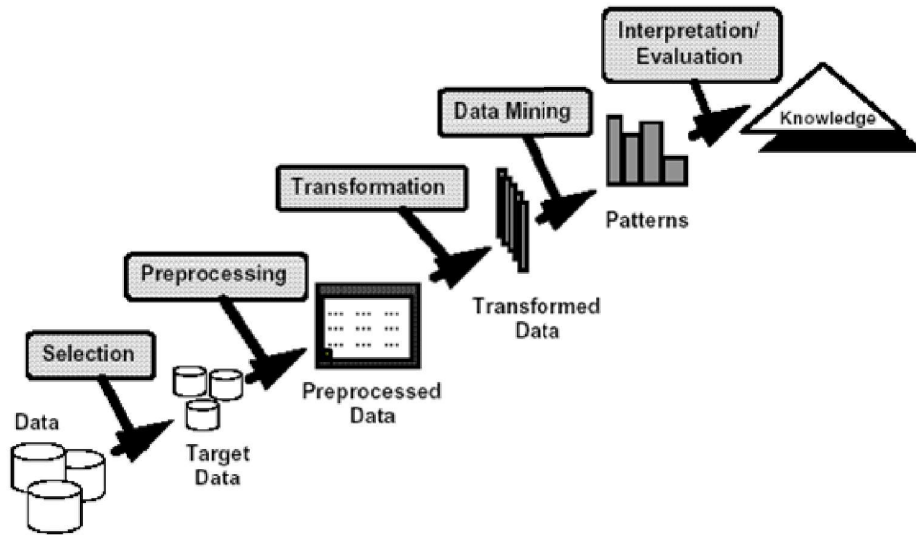 Interpretation/
Evaluation
Knowledge
Data Mining
Patterns
Transformation
Transformed
Data
Preprocessing
Preprocessed
Data
Selection
Target
Data
Data